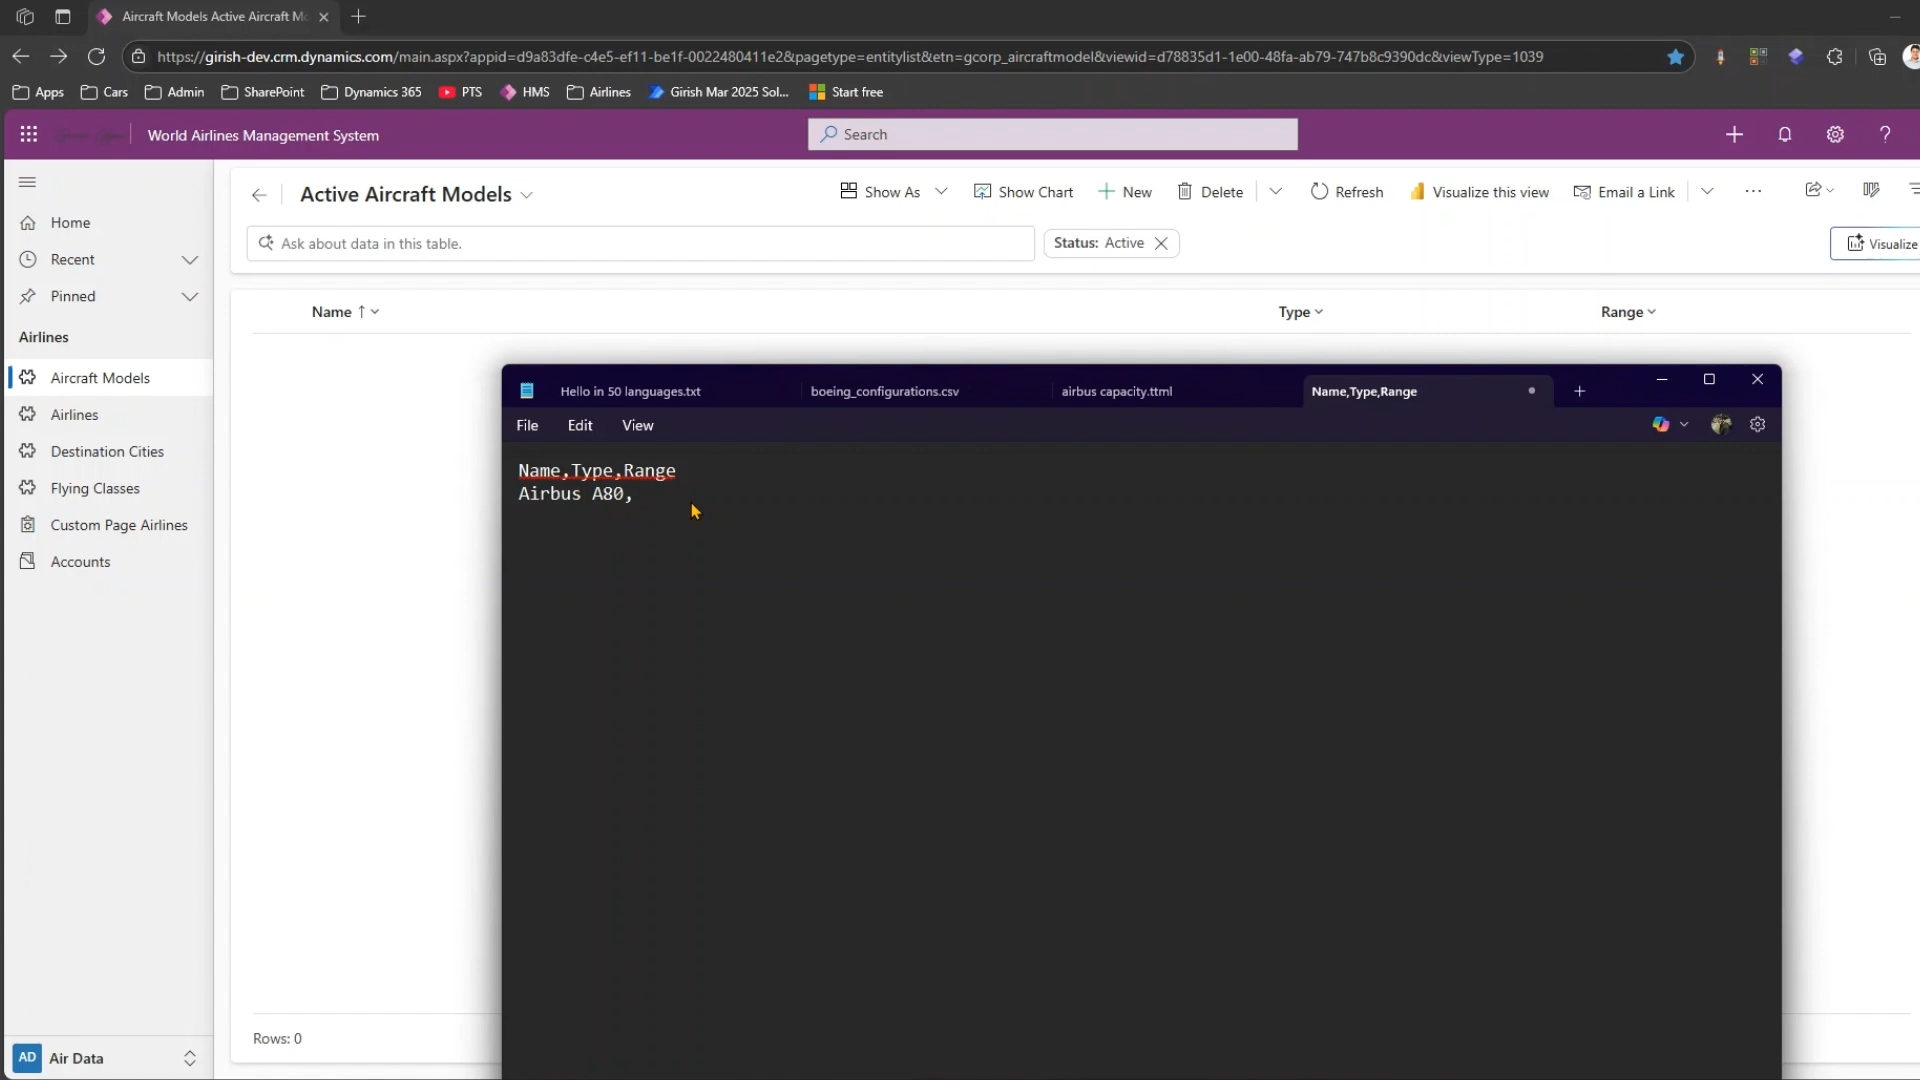 Aircraft Models Active Aircraft Mo
https://girish-dev.crm.dynamics.com/main.aspx?appid=d9a83dfe-c4e5-ef11-be1f-0022480411e2&pagetype=entitylist&etn=gcorp_aircraftmodel&viewid=d78835d1-1e00-48fa-ab79-747b8c9390dc&viewType=1039
Apps Cars Admin SharePoint Dynamics 365 PTS HMS Airlines Girish Mar 2025 Sol... Start free
World Airlines Management System
Search
Home
Recent
Pinned
Airlines
Aircraft Models
Airlines
Destination Cities
Flying Classes
Custom Page Airlines
Accounts
AD Air Data
Active Aircraft Models
Show As Show Chart New Delete Refresh Visualize this view Email a Link
Ask about data in this table.
Status: Active
Visualize
Name Type Range
Rows: 0
Hello in 50 languages.txt boeing_configurations.csv airbus capacity.ttml Name,Type,Range
File Edit View
Name,Type,Range
Airbus A80,